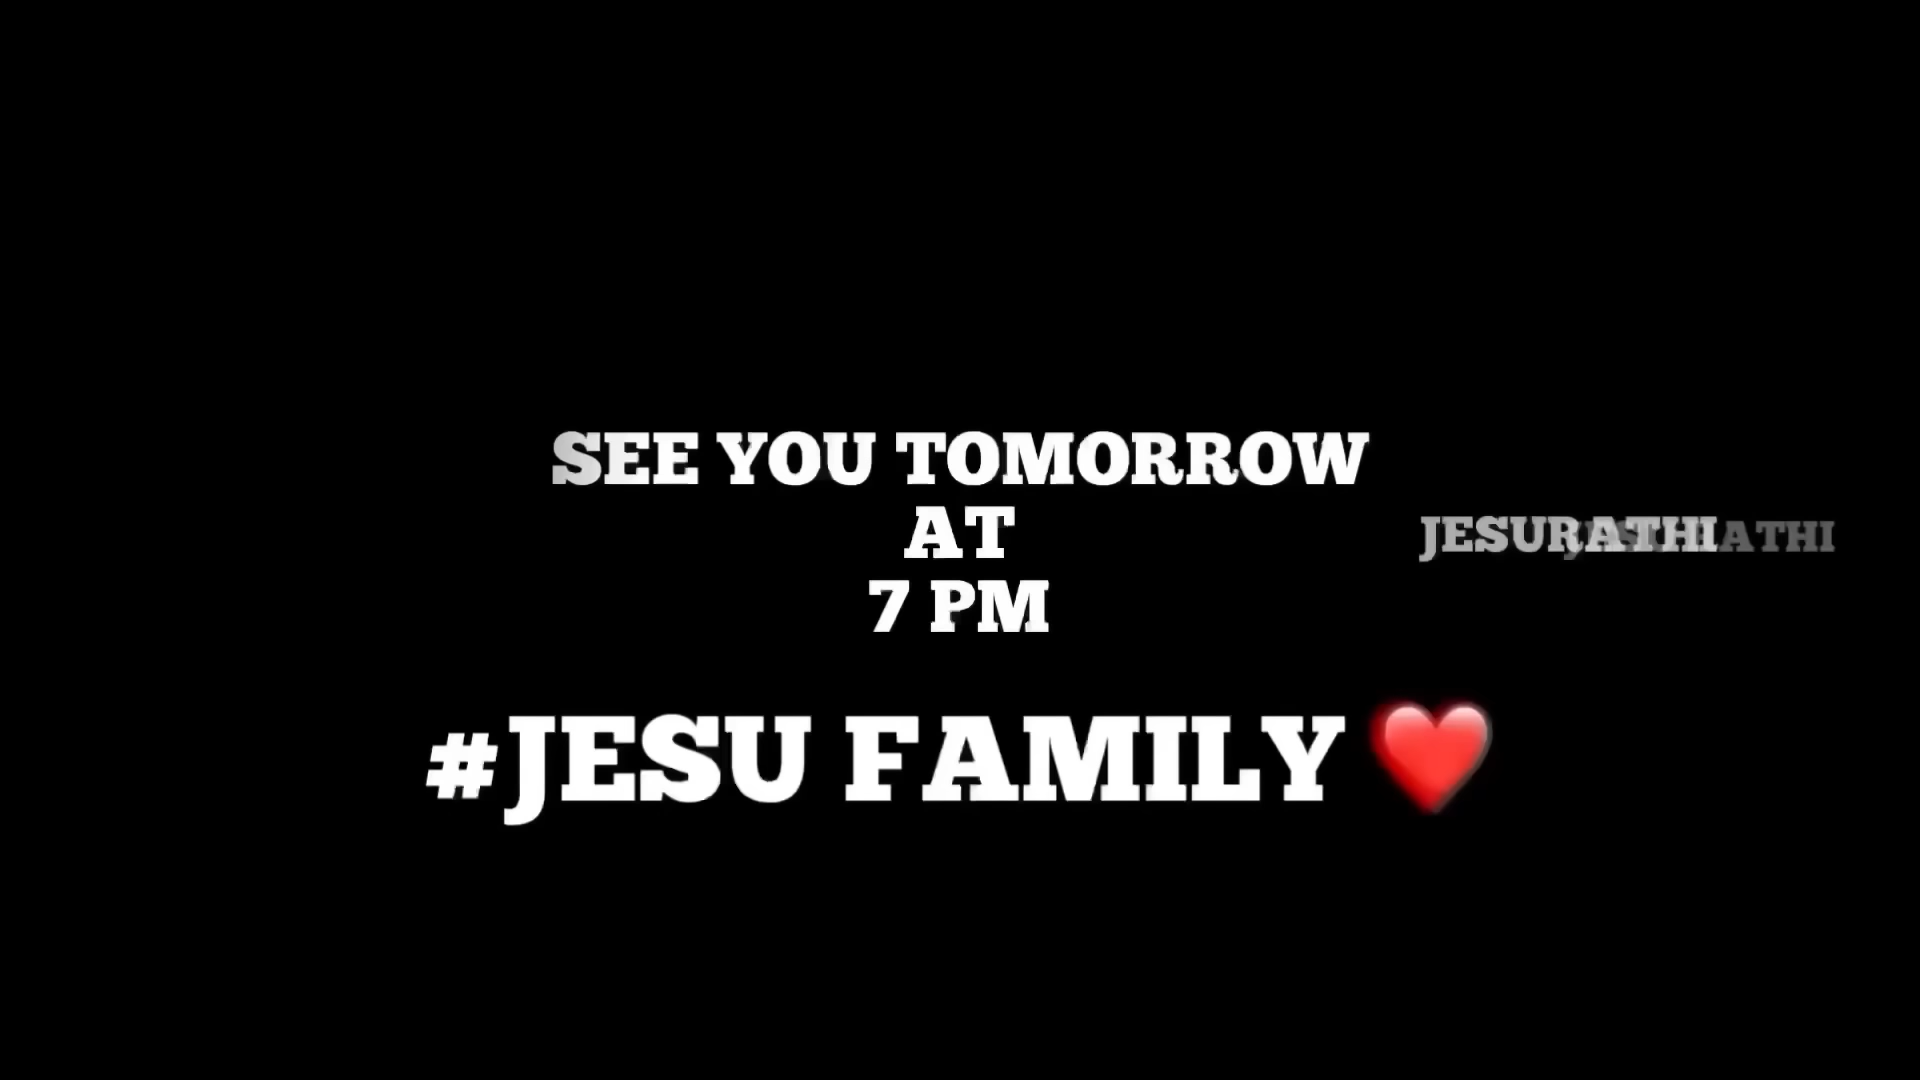 SEE YOU TOMORROW
AT
7 PM
JESURATHI
#JESU FAMILY ❤️